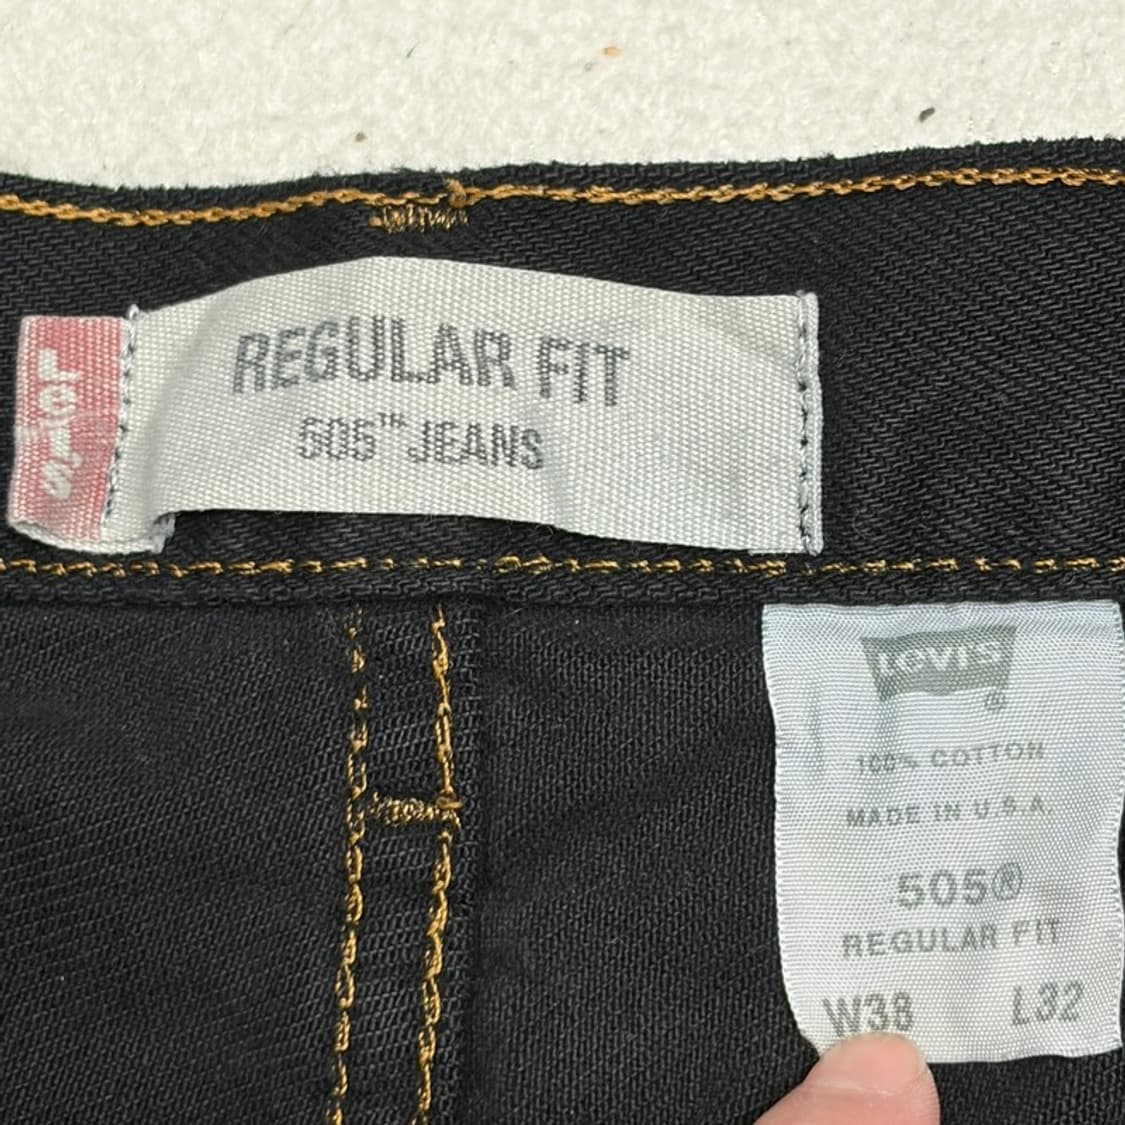 Levi's
REGULAR FIT
505™ JEANS
LEVI'S
®
100% COTTON
MADE IN U.S.A.
505®
REGULAR FIT
W38 L32